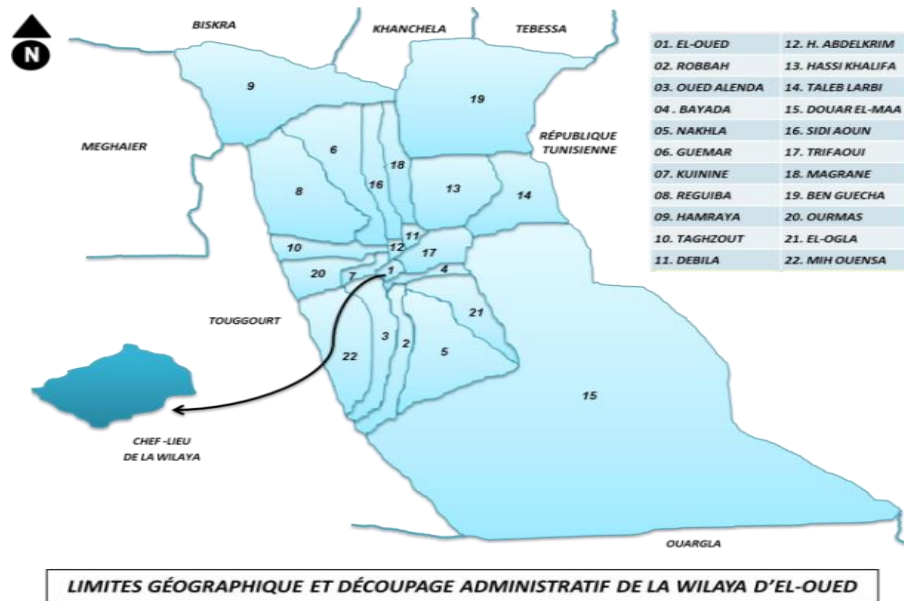 BISKRA
KHANCHELA
TEBESSA
N
01. EL-OUED 12. H. ABDELKRIM
02. ROBBAH 13. HASSI KHALIFA
03. OUED ALENDA 14. TALEB LARBI
04. BAYADA 15. DOUAR EL-MAA
05. NAKHLA 16. SIDI AOUN
06. GUEMAR 17. TRIFAOUI
07. KUININE 18. MAGRANE
08. REGUIBA 19. BEN GUECHA
09. HAMRAYA 20. OURMAS
10. TAGHZOUT 21. EL-OGLA
11. DEBILA 22. MIH OUENSA
9
19
MEGHAIER
RÉPUBLIQUE
TUNISIENNE
6
18
16
8
13
14
11
10
12
17
20
7
1
4
TOUGGOURT
21
3
2
22
5
15
CHEF -LIEU
DE LA WILAYA
OUARGLA
LIMITES GÉOGRAPHIQUE ET DÉCOUPAGE ADMINISTRATIF DE LA WILAYA D'EL-OUED